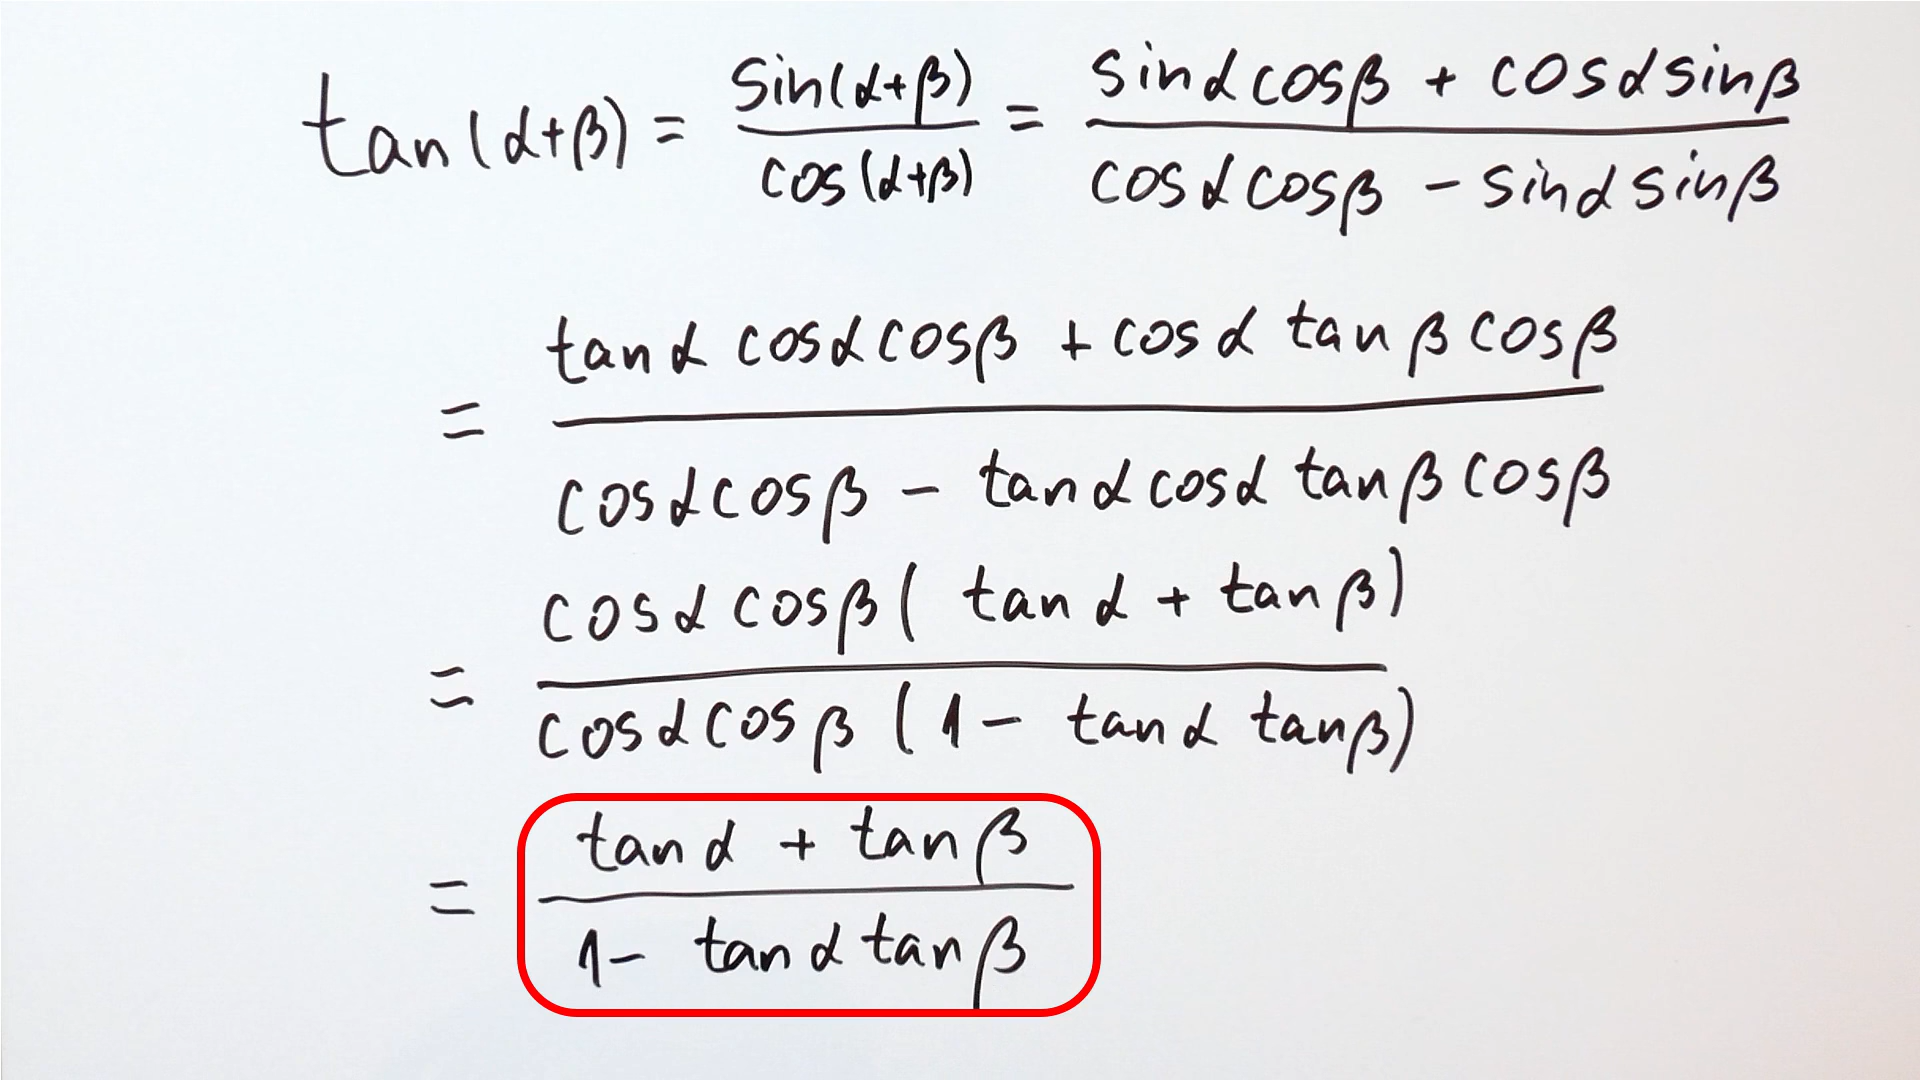 tan(α+β) = sin(α+β)/cos(α+β) = (sinα cosβ + cosα sinβ)/(cosα cosβ - sinα sinβ)
= (tanα cosα cosβ + cosα tanβ cosβ)/(cosα cosβ - tanα cosα tanβ cosβ)
= cosα cosβ(tanα + tanβ)/cosα cosβ(1 - tanα tanβ)
= (tanα + tanβ)/(1 - tanα tanβ)